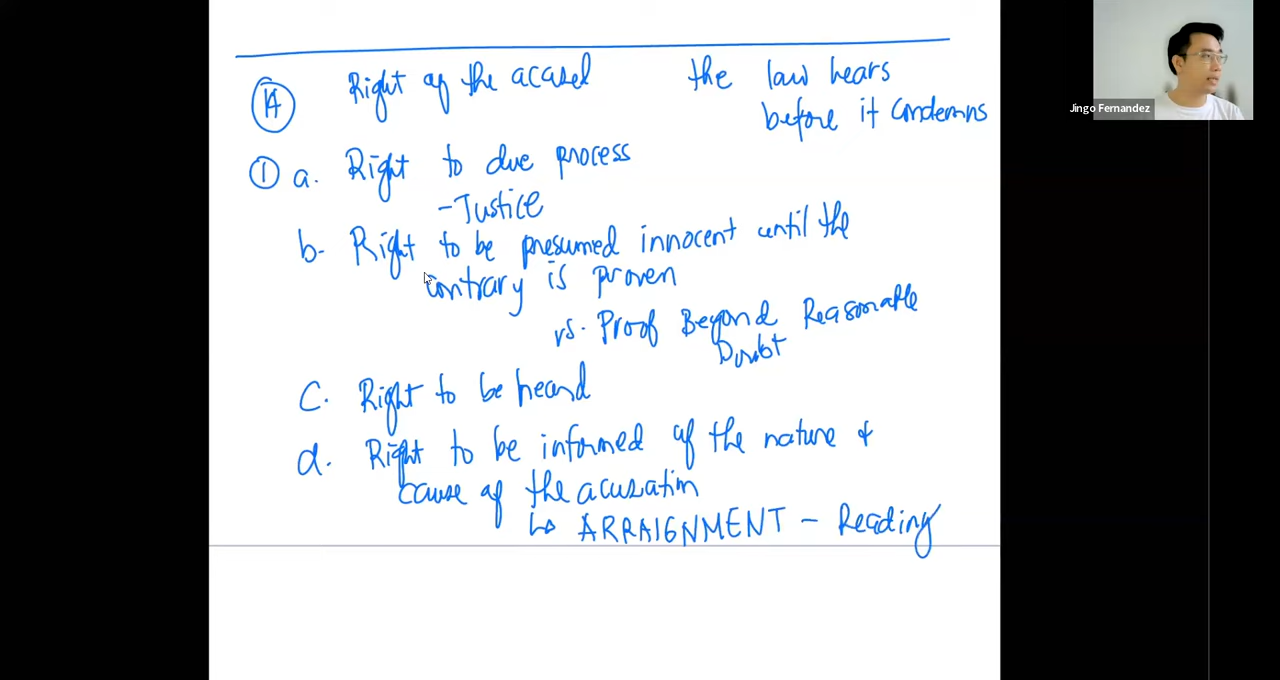 14 Right of the acased the law hears
before it condemns
Jingo Fernandez
1 a. Right to due process
- Justice
b- Right to be presumed innocent until the
contrary is proven
vs. Proof Beyond Reasonable
Doubt
C. Right to be heard
d. Right to be informed of the nature &
cause of the acusation
↳ ARRAIGNMENT - Reading